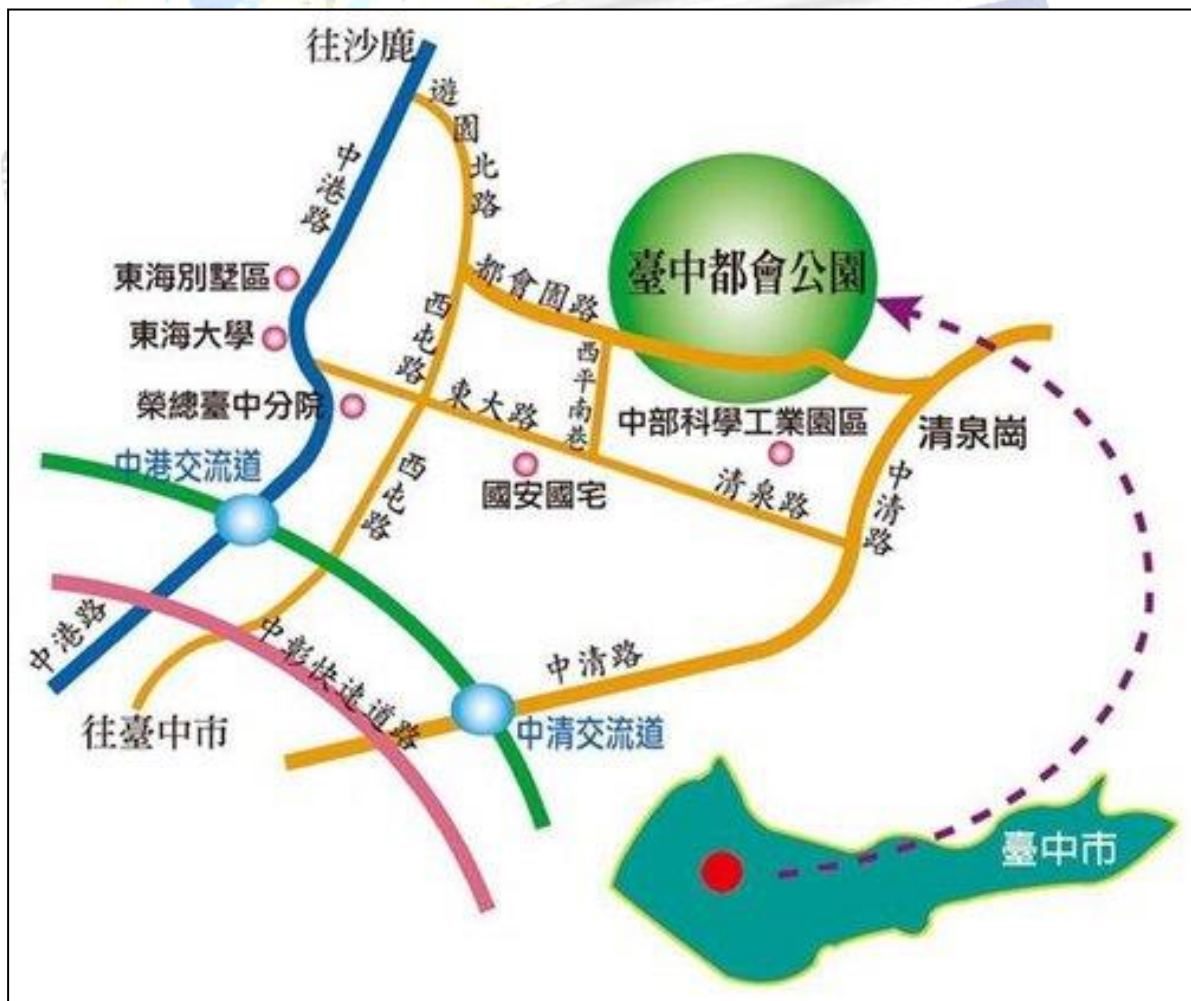 往沙鹿
遊園北路
中港路
臺中都會公園
東海別墅區
都會園路
東海大學
西屯路
西平南巷
榮總臺中分院
東大路
中部科學工業園區
清泉崗
中港交流道
西屯路
國安國宅
清泉路
中清路
中港路
中彰快速道路
中清路
往臺中市
中清交流道
臺中市